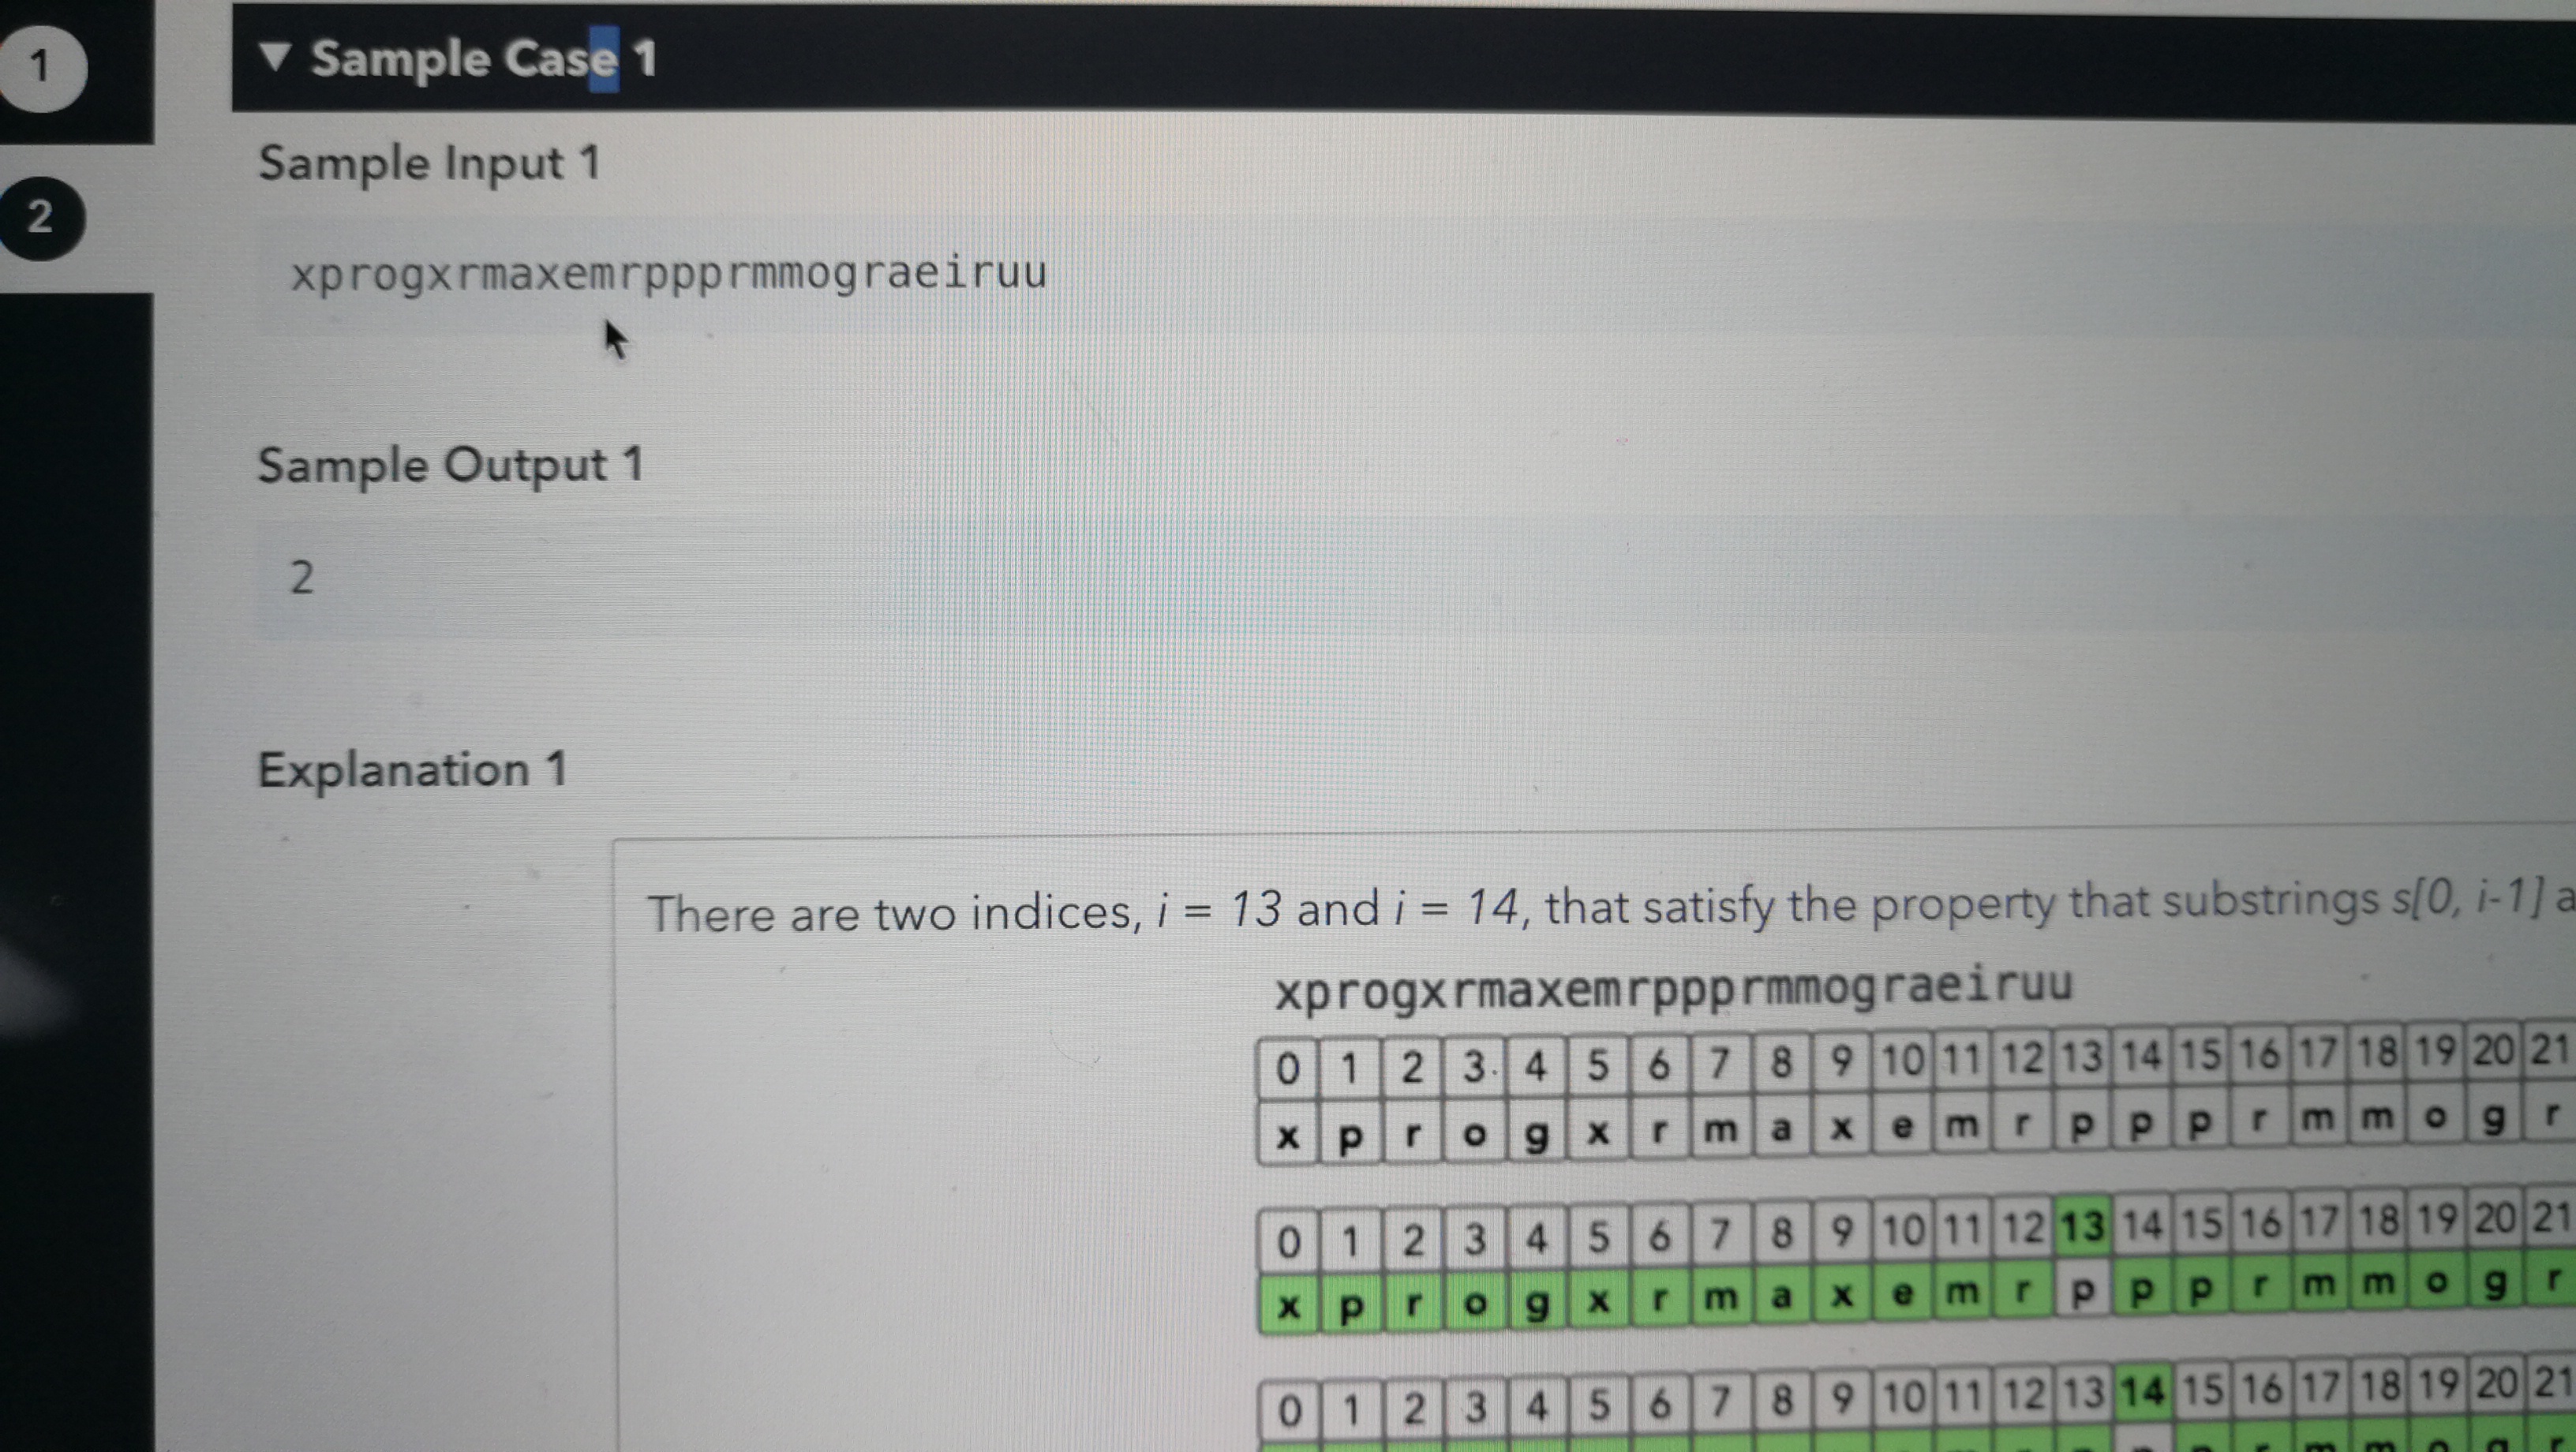 1
2
▼ Sample Case 1
Sample Input 1
xprogxrmaxemrppprmmograeiruu
Sample Output 1
2
Explanation 1
There are two indices, i = 13 and i = 14, that satisfy the property that substrings s[0, i-1] a
xprogxrmaxemrppprmmograeiruu
0 1 2 3 4 5 6 7 8 9 10 11 12 13 14 15 16 17 18 19 20 21
x p r o g x r m a x e m r p p p r m m o g r
0 1 2 3 4 5 6 7 8 9 10 11 12 13 14 15 16 17 18 19 20 21
x p r o g x r m a x e m r p p p r m m o g r
0 1 2 3 4 5 6 7 8 9 10 11 12 13 14 15 16 17 18 19 20 21